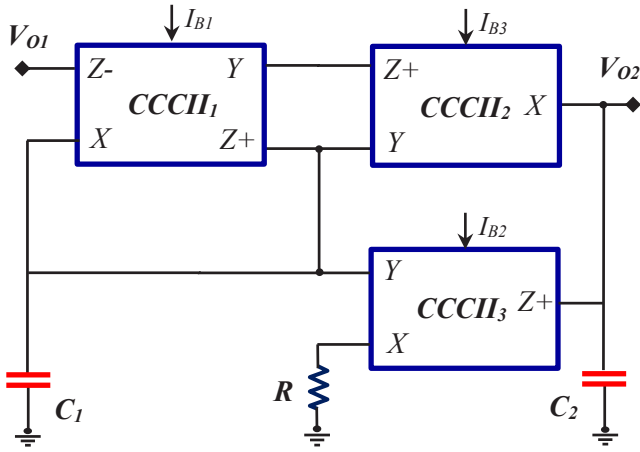 I_B1
I_B3
V_O1
V_O2
Z- Y
CCCII_1
X Z+
Z+
CCCII_2 X
Y
I_B2
Y
CCCII_3 Z+
X
R
C_1
C_2